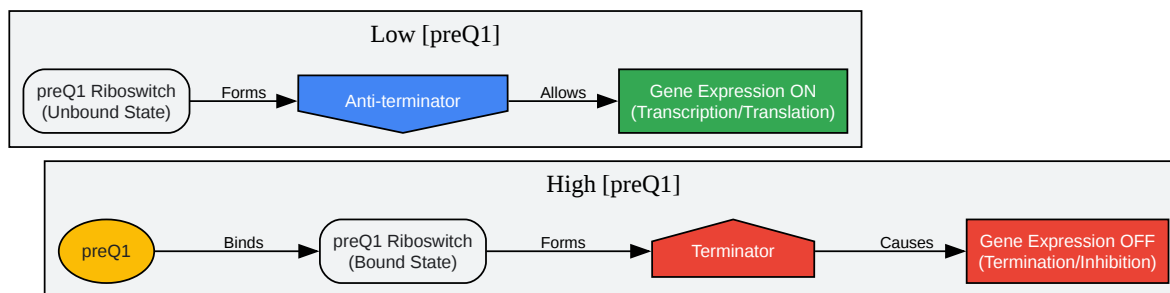 Low [preQ1]
preQ1 Riboswitch
(Unbound State)
Forms
Anti-terminator
Allows
Gene Expression ON
(Transcription/Translation)
High [preQ1]
preQ1
Binds
preQ1 Riboswitch
(Bound State)
Forms
Terminator
Causes
Gene Expression OFF
(Termination/Inhibition)